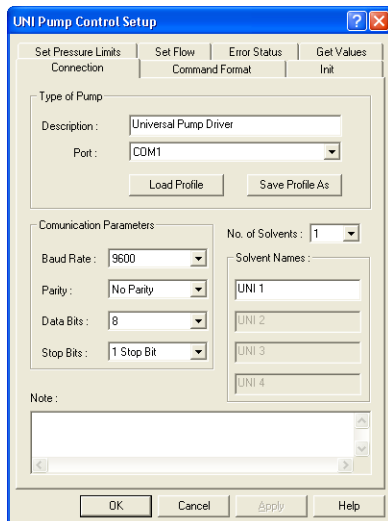 UNI Pump Control Setup
Set Pressure Limits Set Flow Error Status Get Values
Connection Command Format Init
Type of Pump
Description : Universal Pump Driver
Port : COM1
Load Profile Save Profile As
Comunication Parameters
No. of Solvents : 1
Baud Rate : 9600
Solvent Names :
Parity : No Parity
UNI 1
Data Bits : 8
UNI 2
Stop Bits : 1 Stop Bit
UNI 3
UNI 4
Note :
OK Cancel Apply Help